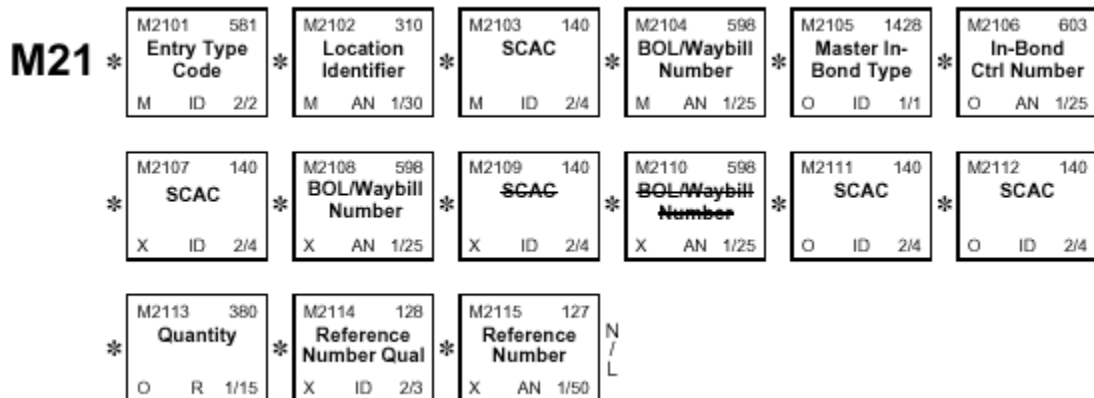 M21 * M2101 581 * M2102 310 * M2103 140 * M2104 598 * M2105 1428 * M2106 603
Entry Type Location SCAC BOL/Waybill Master In- In-Bond
Code Identifier Number Bond Type Ctrl Number
M ID 2/2 M AN 1/30 M ID 2/4 M AN 1/25 O ID 1/1 O AN 1/25
* M2107 140 * M2108 598 * M2109 140 * M2110 598 * M2111 140 * M2112 140
SCAC BOL/Waybill SCAC BOL/Waybill SCAC SCAC
Number Number
X ID 2/4 X AN 1/25 X ID 2/4 X AN 1/25 O ID 2/4 O ID 2/4
* M2113 380 * M2114 128 * M2115 127 N
Quantity Reference Reference /
Number Qual Number L
O R 1/15 X ID 2/3 X AN 1/50